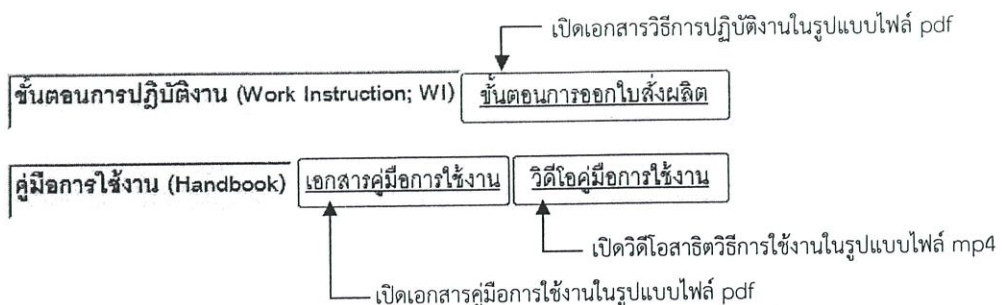 เปิดเอกสารวิธีการปฏิบัติงานในรูปแบบไฟล์ pdf
ขั้นตอนการปฏิบัติงาน (Work Instruction; WI) ขั้นตอนการออกใบสั่งผลิต
คู่มือการใช้งาน (Handbook) เอกสารคู่มือการใช้งาน วิดีโอคู่มือการใช้งาน
เปิดวิดีโอสาธิตวิธีการใช้งานในรูปแบบไฟล์ mp4
เปิดเอกสารคู่มือการใช้งานในรูปแบบไฟล์ pdf